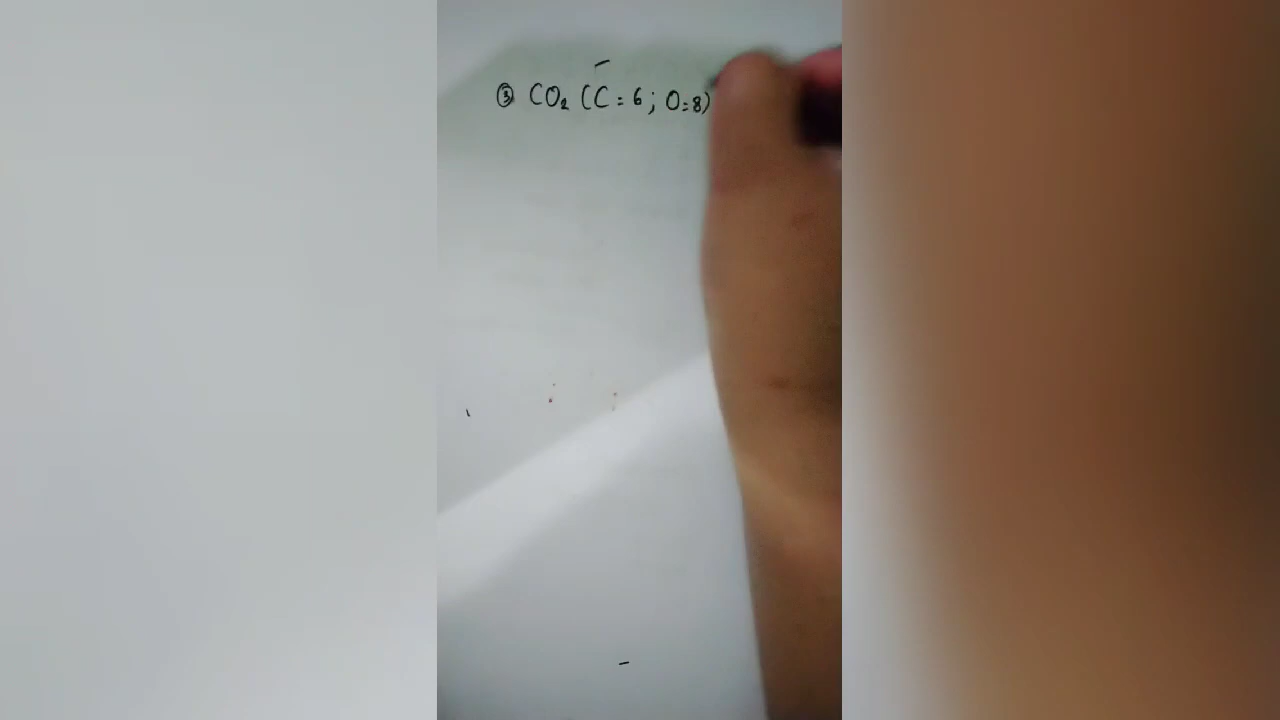 ③ CO₂ (C = 6 ; O = 8)